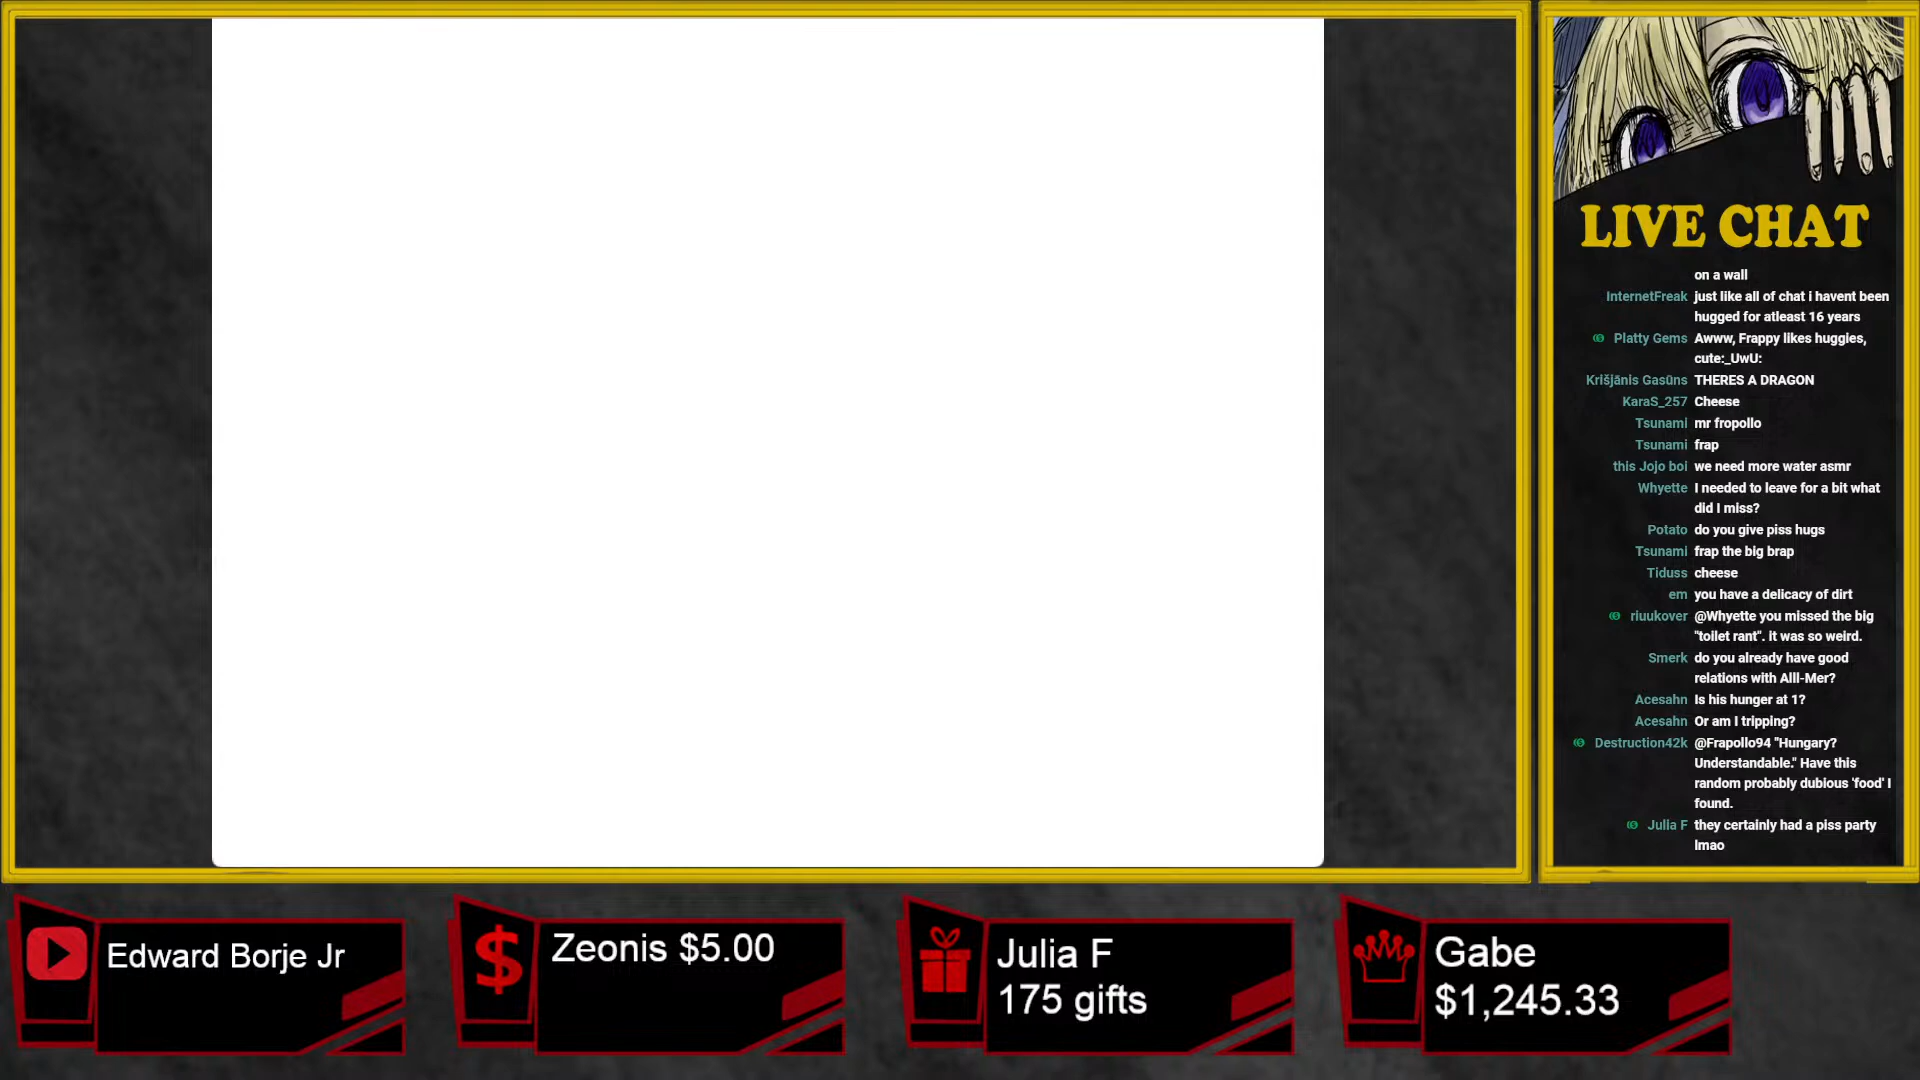 LIVE CHAT
on a wall
InternetFreak just like all of chat i havent been
hugged for atleast 16 years
Platty Gems Awww, Frappy likes huggies,
cute:_UwU:
Krišjānis Gasūns THERES A DRAGON
KaraS_257 Cheese
Tsunami mr fropollo
Tsunami frap
this Jojo boi we need more water asmr
Whyette I needed to leave for a bit what
did I miss?
Potato do you give piss hugs
Tsunami frap the big brap
Tiduss cheese
em you have a delicacy of dirt
riuukover @Whyette you missed the big
"toilet rant". it was so weird.
Smerk do you already have good
relations with Alll-Mer?
Acesahn Is his hunger at 1?
Acesahn Or am I tripping?
Destruction42k @Frapollo94 "Hungary?
Understandable." Have this
random probably dubious 'food' I
found.
Julia F they certainly had a piss party
lmao
Edward Borje Jr
$
Zeonis $5.00
Julia F
175 gifts
Gabe
$1,245.33